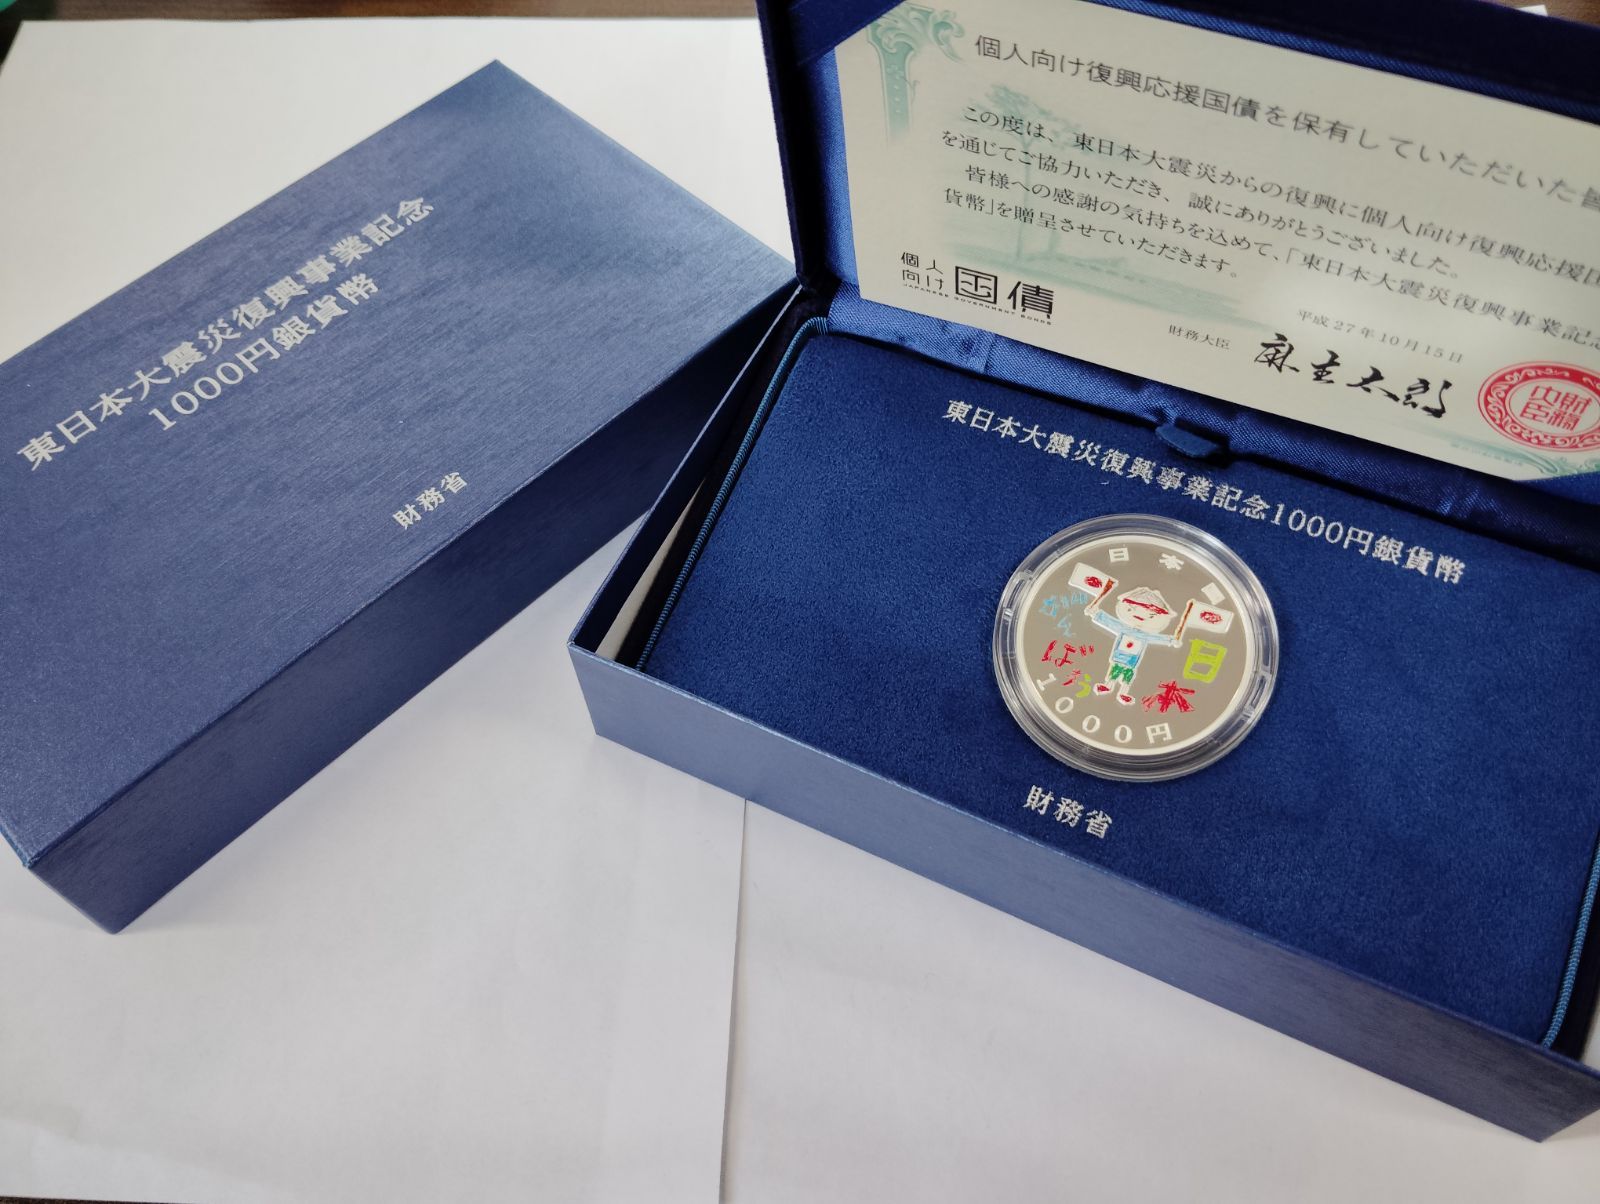 東日本大震災復興事業記念
1000円銀貨幣
財務省
個人向け復興応援国債を保有していただいた皆
この度は、東日本大震災からの復興に個人向け復興応援国
を通じてご協力いただき、誠にありがとうございました。
皆様への感謝の気持ちを込めて、「東日本大震災復興事業記念
貨幣」を贈呈させていただきます。
個人
向け
国債
JAPANESE GOVERNMENT BONDS
平成27年10月15日
財務大臣 麻生太郎
財務
大臣
東日本大震災復興事業記念1000円銀貨幣
日本国
がん
ばろう
日
本
1000円
財務省